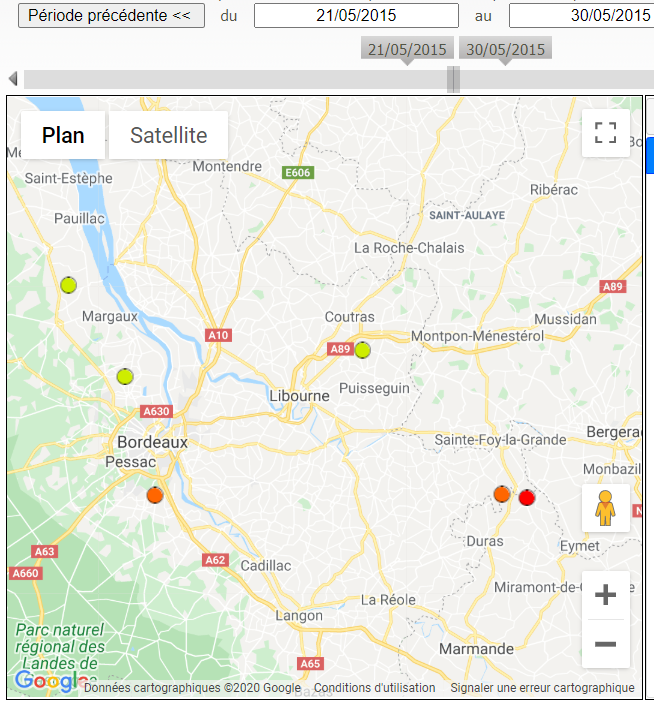 Période précédente <<
du
21/05/2015
au
30/05/2015
21/05/2015
30/05/2015
Plan
Satellite
Saint-Estèphe
Montendre
E606
Ribérac
Pauillac
SAINT-AULAYE
La Roche-Chalais
A89
Margaux
Coutras
Mussidan
A10
Montpon-Ménestérol
A89
Puisseguin
Libourne
A630
Bordeaux
Sainte-Foy-la-Grande
Bergera
Pessac
Monbazil
Duras
Eymet
A63
A62
Cadillac
A660
Miramont-de-G
La Réole
Langon
Parc naturel
régional des
Landes de
Marmande
A65
Google
Données cartographiques ©2020 Google
Conditions d'utilisation
Signaler une erreur cartographique